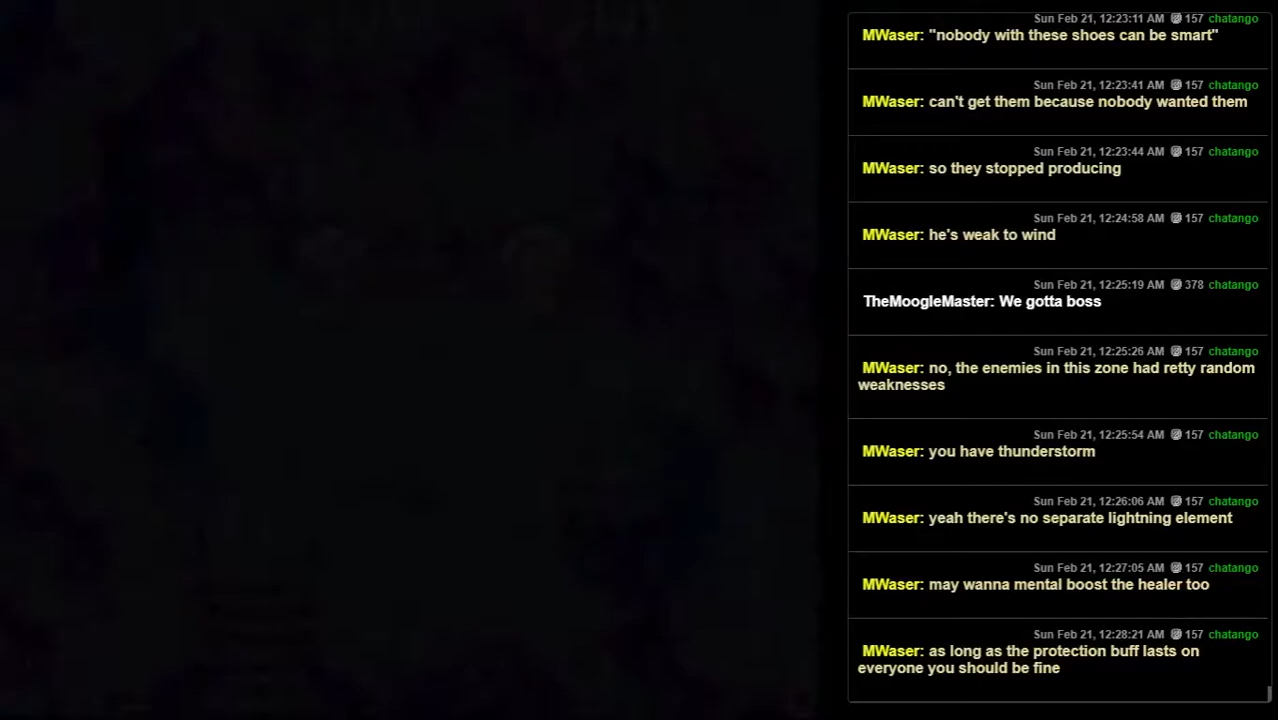 Sun Feb 21, 12:23:11 AM 157 chatango
MWaser: "nobody with these shoes can be smart"
Sun Feb 21, 12:23:41 AM 157 chatango
MWaser: can't get them because nobody wanted them
Sun Feb 21, 12:23:44 AM 157 chatango
MWaser: so they stopped producing
Sun Feb 21, 12:24:58 AM 157 chatango
MWaser: he's weak to wind
Sun Feb 21, 12:25:19 AM 378 chatango
TheMoogleMaster: We gotta boss
Sun Feb 21, 12:25:26 AM 157 chatango
MWaser: no, the enemies in this zone had retty random
weaknesses
Sun Feb 21, 12:25:54 AM 157 chatango
MWaser: you have thunderstorm
Sun Feb 21, 12:26:06 AM 157 chatango
MWaser: yeah there's no separate lightning element
Sun Feb 21, 12:27:05 AM 157 chatango
MWaser: may wanna mental boost the healer too
Sun Feb 21, 12:28:21 AM 157 chatango
MWaser: as long as the protection buff lasts on
everyone you should be fine